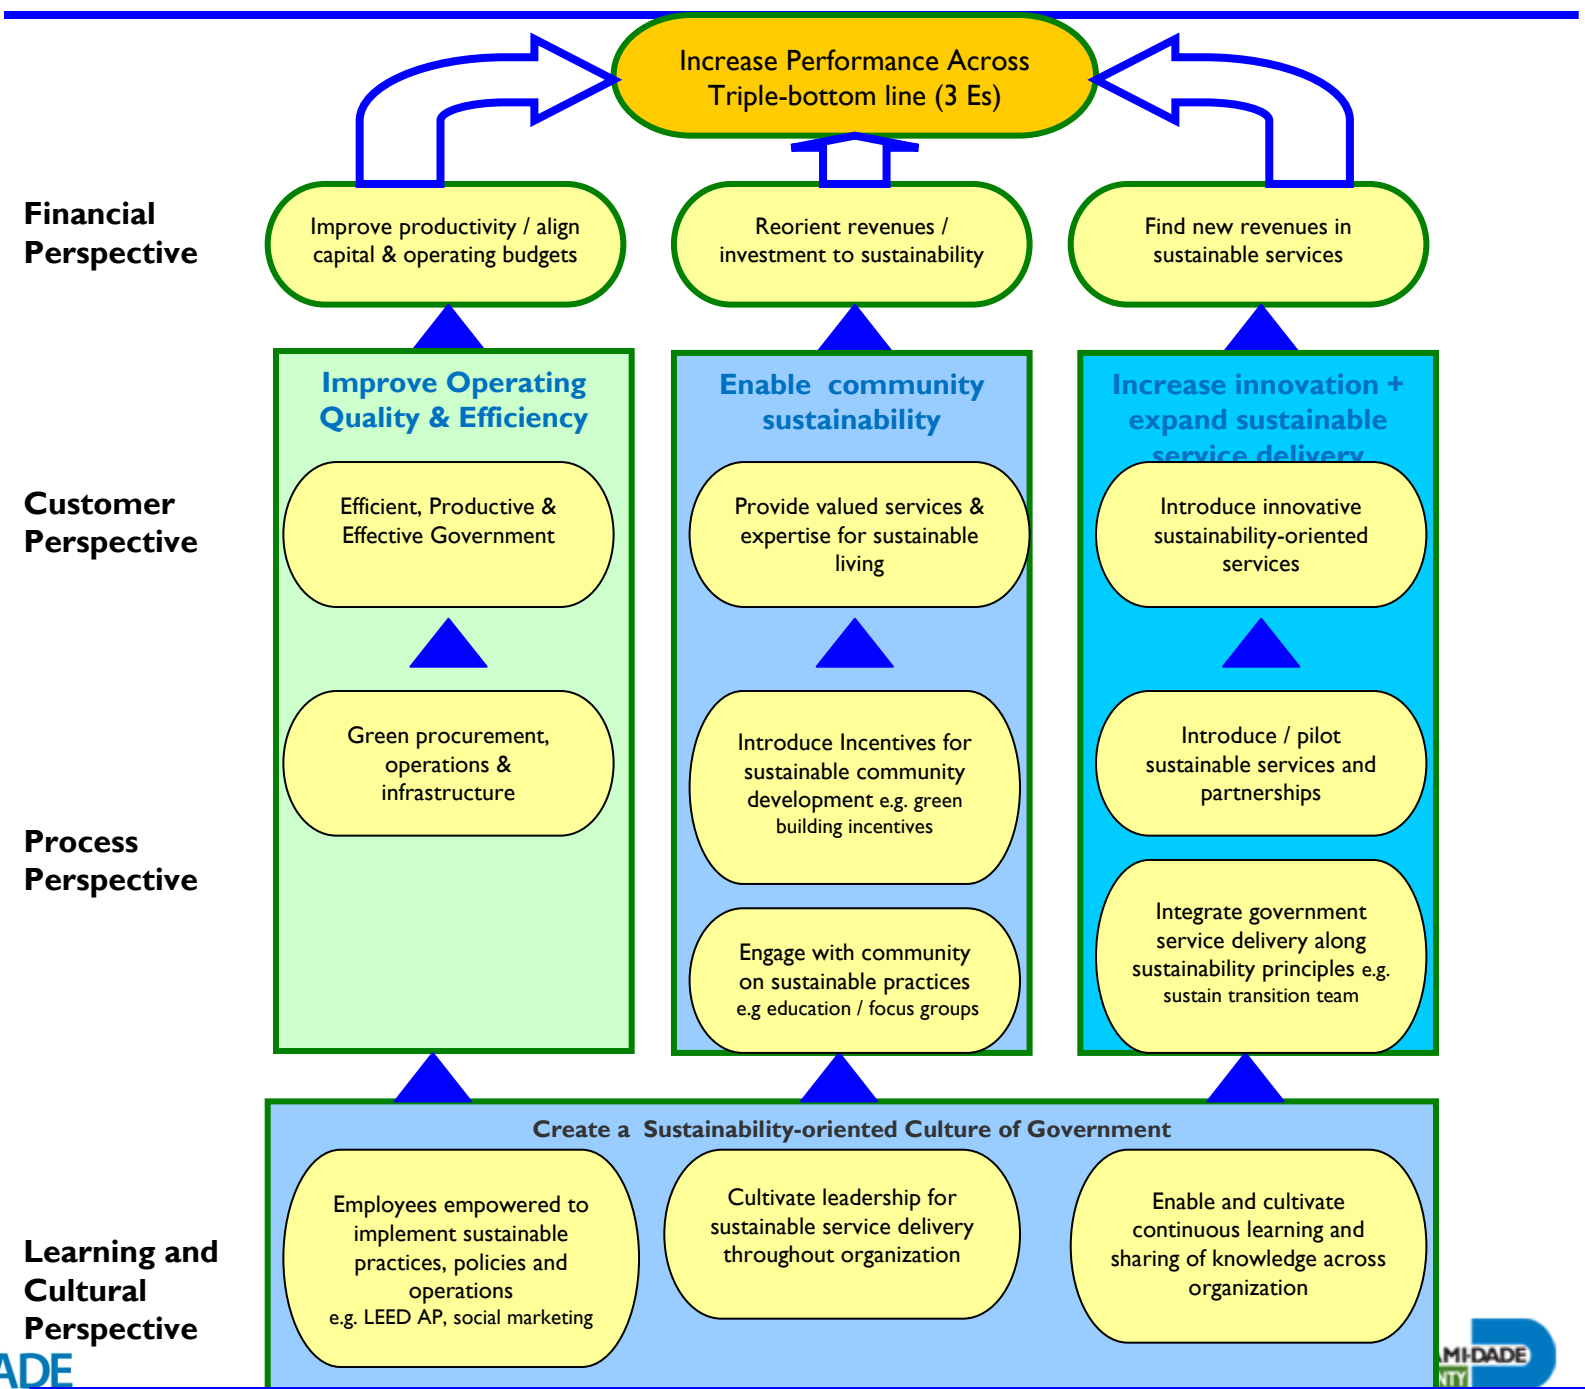 Increase Performance Across
Triple-bottom line (3 Es)
Financial
Perspective
Improve productivity / align
capital & operating budgets
Reorient revenues /
investment to sustainability
Find new revenues in
sustainable services
Improve Operating
Quality & Efficiency
Enable  community
sustainability
Increase innovation +
expand sustainable
service delivery
Customer
Perspective
Efficient, Productive &
Effective Government
Provide valued services &
expertise for sustainable
living
Introduce innovative
sustainability-oriented
services
Process
Perspective
Green procurement,
operations &
infrastructure
Introduce Incentives for
sustainable community
development e.g. green
building incentives
Introduce / pilot
sustainable services and
partnerships
Engage with community
on sustainable practices
e.g education / focus groups
Integrate government
service delivery along
sustainability principles e.g.
sustain transition team
Create a  Sustainability-oriented Culture of Government
Learning and
Cultural
Perspective
Employees empowered to
implement sustainable
practices, policies and
operations
e.g. LEED AP, social marketing
Cultivate leadership for
sustainable service delivery
throughout organization
Enable and cultivate
continuous learning and
sharing of knowledge across
organization
ADE
AMI-DADE
NTY